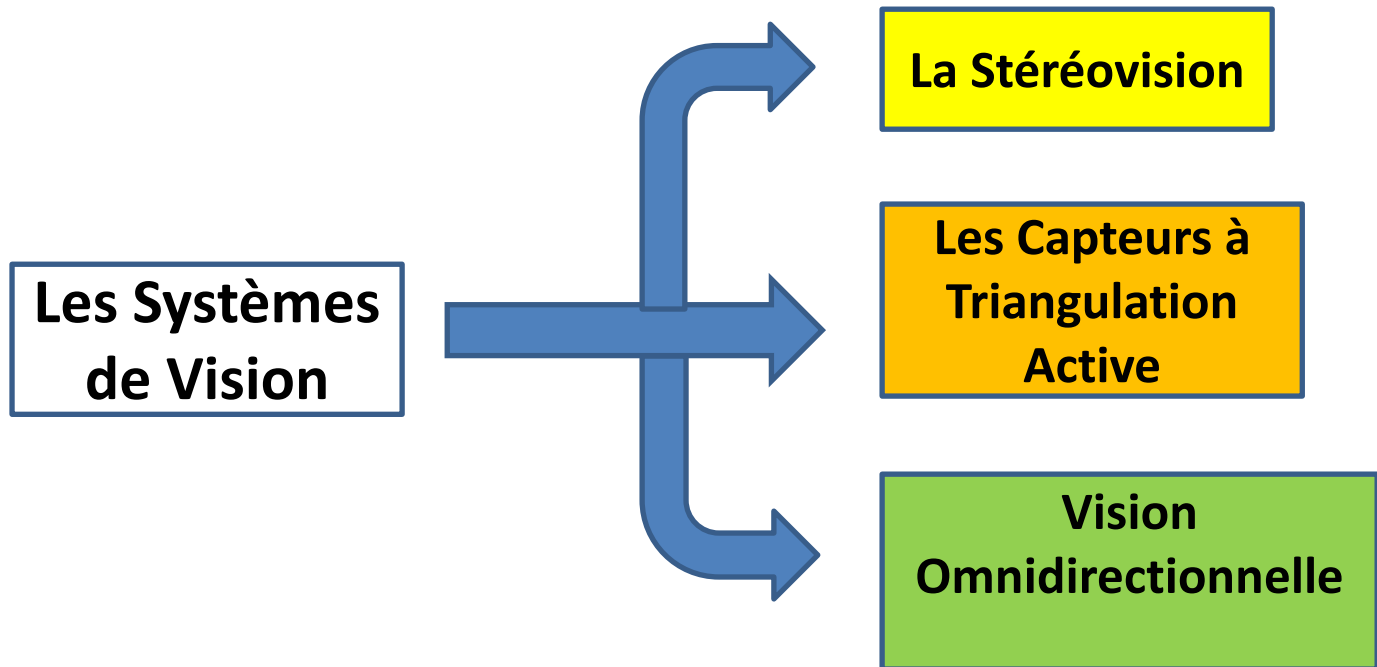 La Stéréovision
Les Capteurs à
Triangulation
Active
Les Systèmes
de Vision
Vision
Omnidirectionnelle